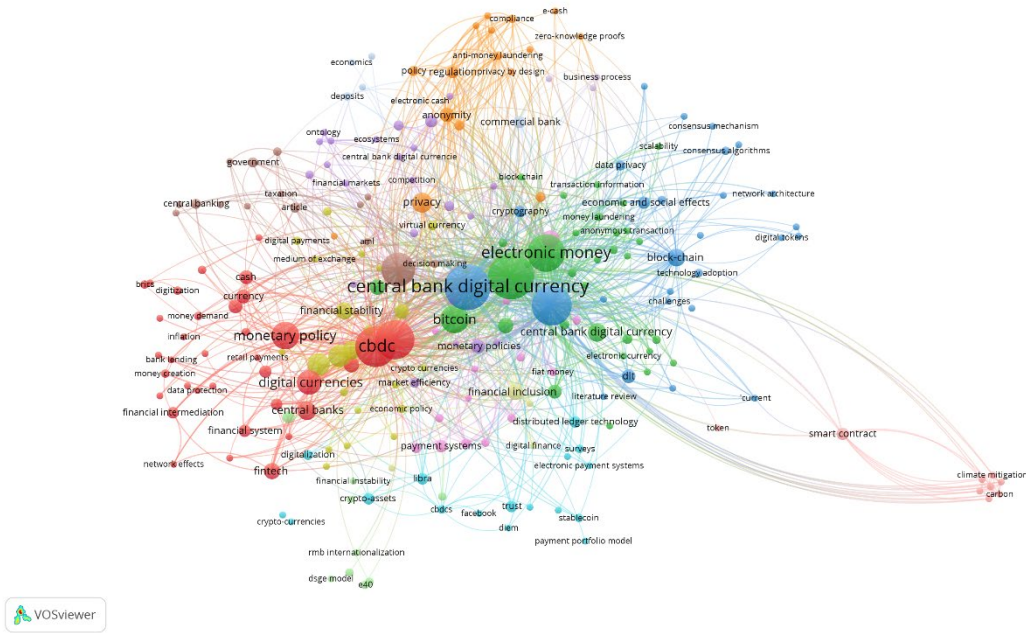 e-cash
compliance
zero-knowledge proofs
anti-money laundering
economics
policy
regulation
privacy by design
business process
deposits
electronic cash
anonymity
commercial bank
consensus mechanism
ontology
ecosystems
scalability
consensus algorithms
central bank digital currencie
government
data privacy
financial markets
competition
block chain
transaction information
taxation
network architecture
central banking
article
privacy
economic and social effects
cryptography
money laundering
virtual currency
anonymous transaction
digital payments
aml
digital tokens
electronic money
medium of exchange
decision making
block-chain
technology adoption
cash
brics
digitization
central bank digital currency
currency
challenges
financial stability
money demand
bitcoin
central bank digital currency
inflation
monetary policy
cbdc
monetary policies
bank lending
retail payments
electronic currency
money creation
crypto currencies
fiat money
dlt
digital currencies
market efficiency
data protection
financial inclusion
literature review
'current
financial intermediation
central banks
economic policy
distributed ledger technology
token
financial system
smart contract
payment systems
digital finance
surveys
digitalization
network effects
fintech
electronic payment systems
financial instability
libra
climate mitigation
crypto-assets
carbon
cbdcs
facebook
trust
stablecoin
crypto-currencies
diem
payment portfolio model
rmb internationalization
dsge model
e40
VOSviewer